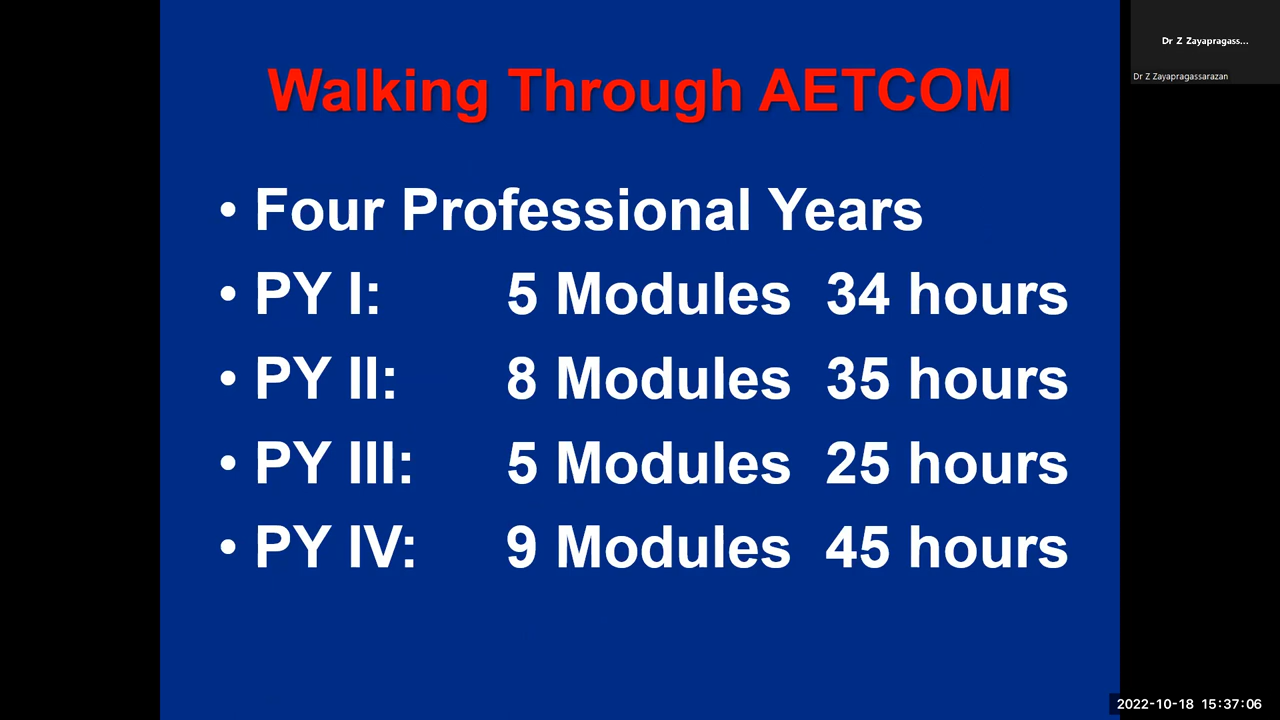 Walking Through AETCOM
• Four Professional Years
• PY I: 5 Modules 34 hours
• PY II: 8 Modules 35 hours
• PY III: 5 Modules 25 hours
• PY IV: 9 Modules 45 hours
Dr Z Zayapragass...
Dr Z Zayapragassarazan
2022-10-18 15:37:06